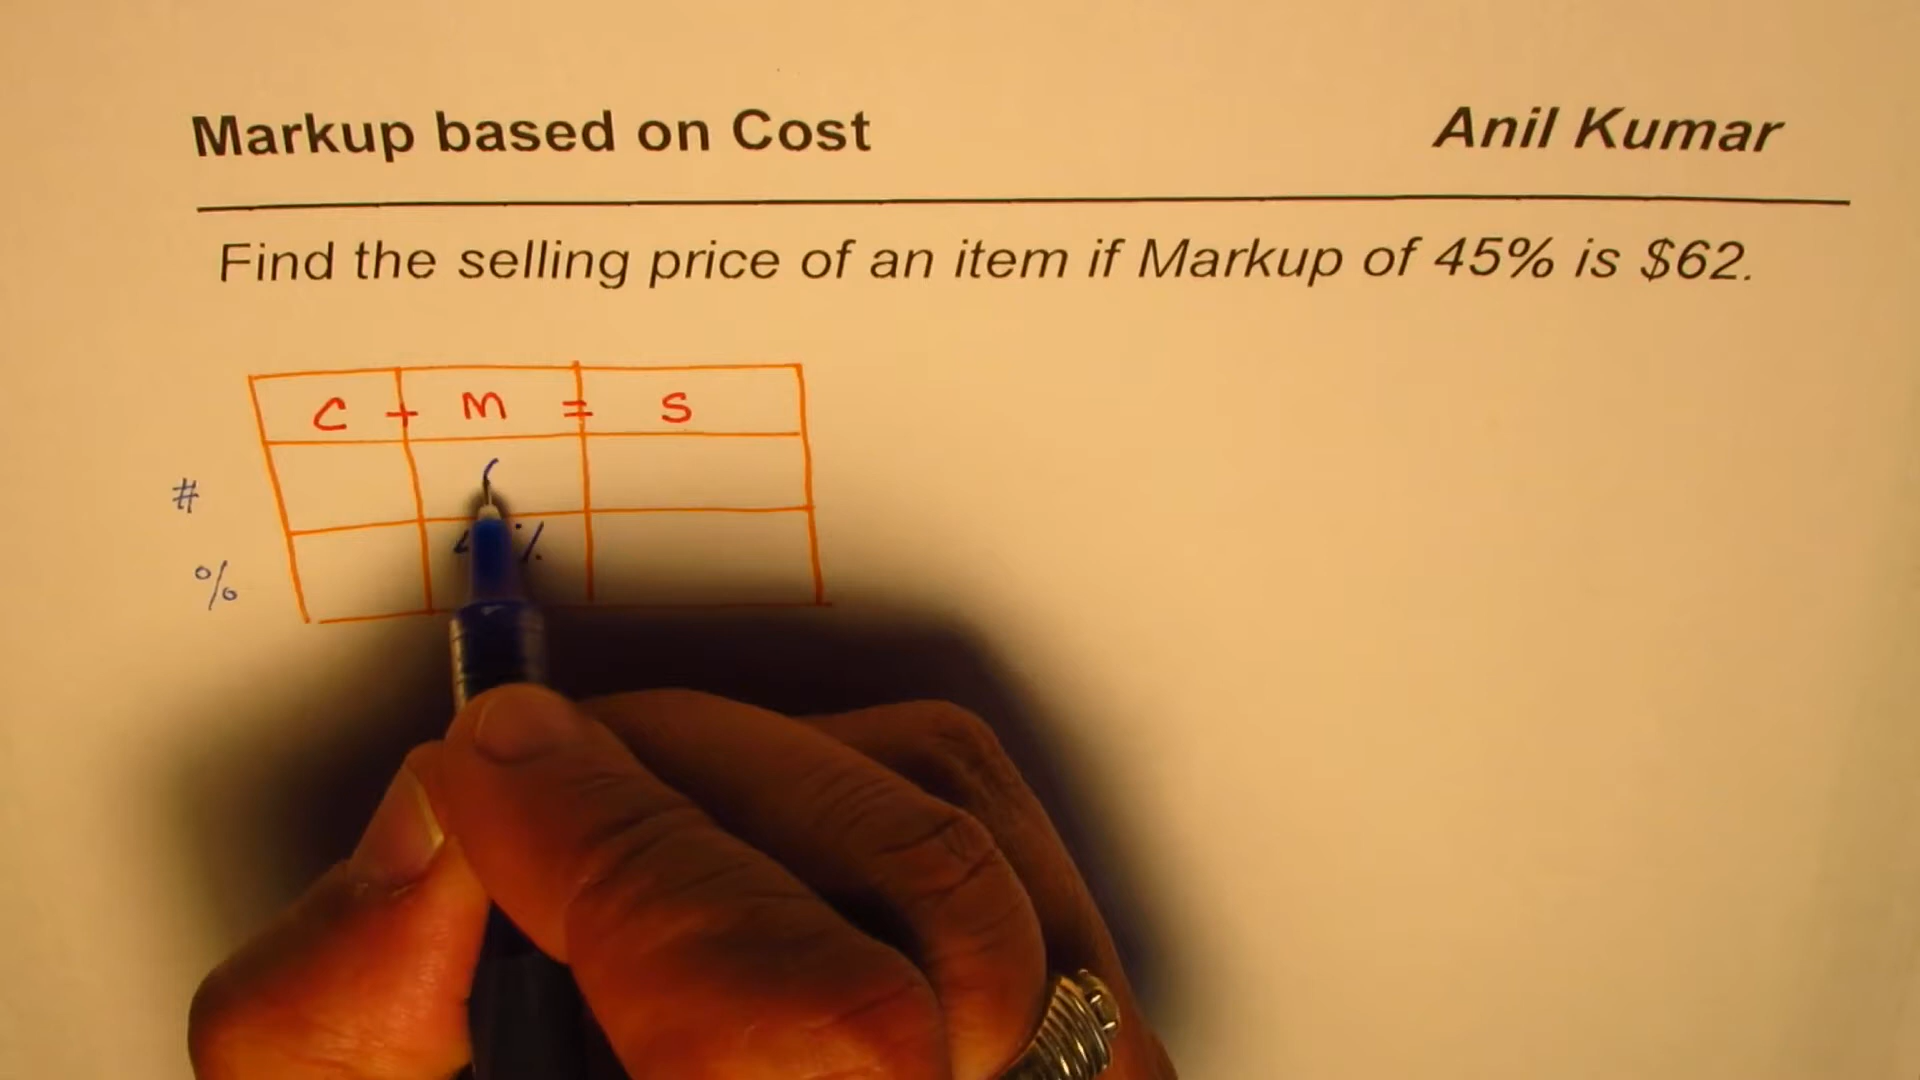 Markup based on Cost Anil Kumar
Find the selling price of an item if Markup of 45% is $62.
C + M = S
#
%